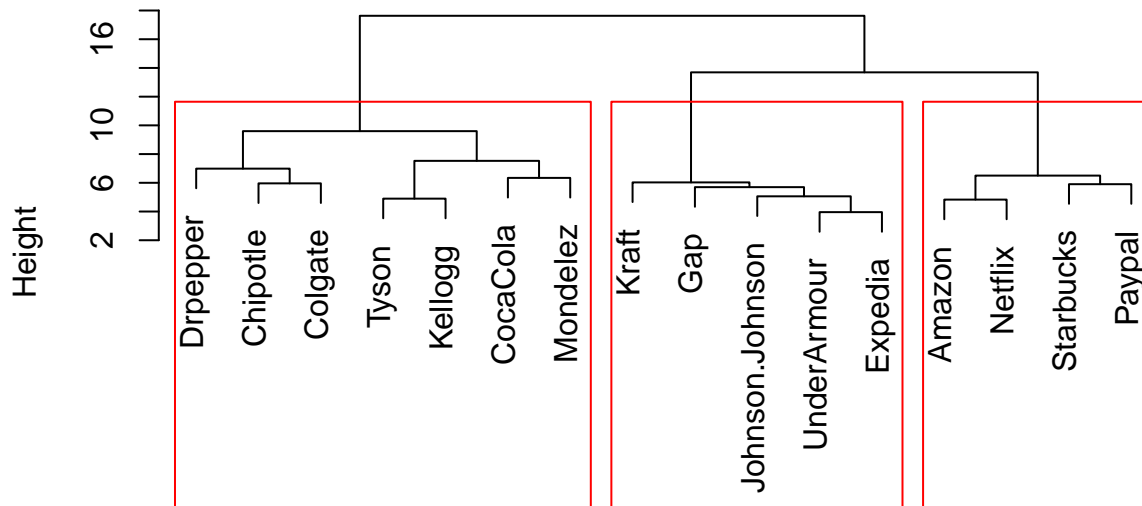 Height
16
10
6
2
Drpepper
Chipotle
Colgate
Tyson
Kellogg
CocaCola
Mondelez
Kraft
Gap
Johnson.Johnson
UnderArmour
Expedia
Amazon
Netflix
Starbucks
Paypal